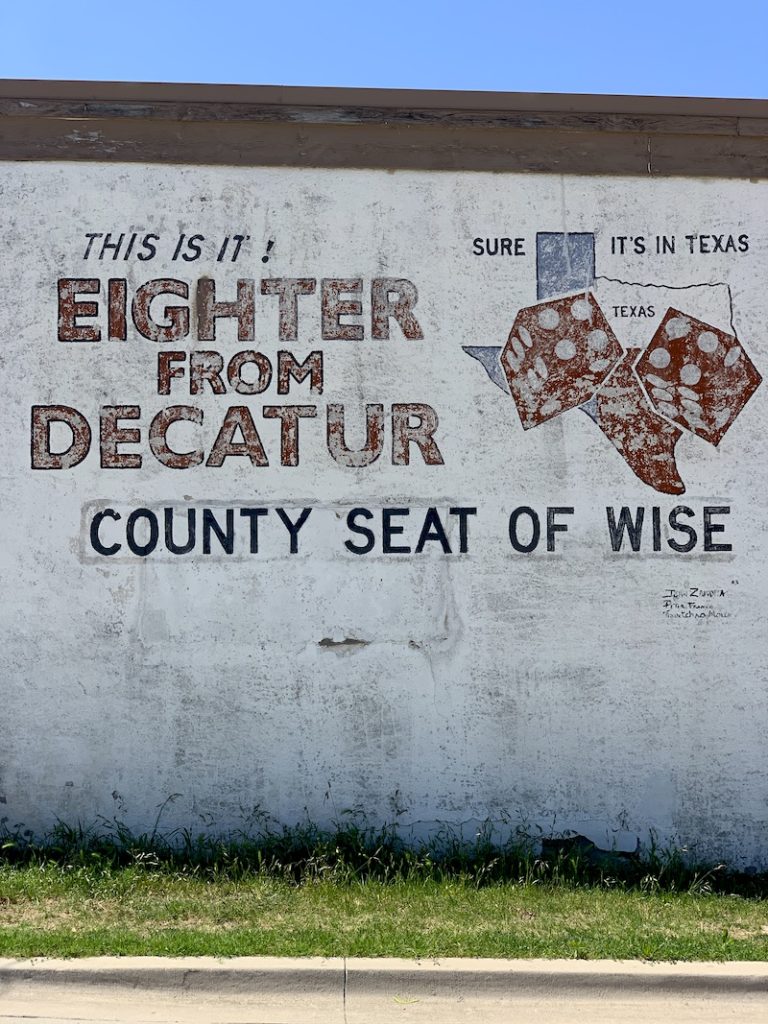 THIS IS IT!
EIGHTER
FROM
DECATUR
SURE IT'S IN TEXAS
TEXAS
COUNTY SEAT OF WISE